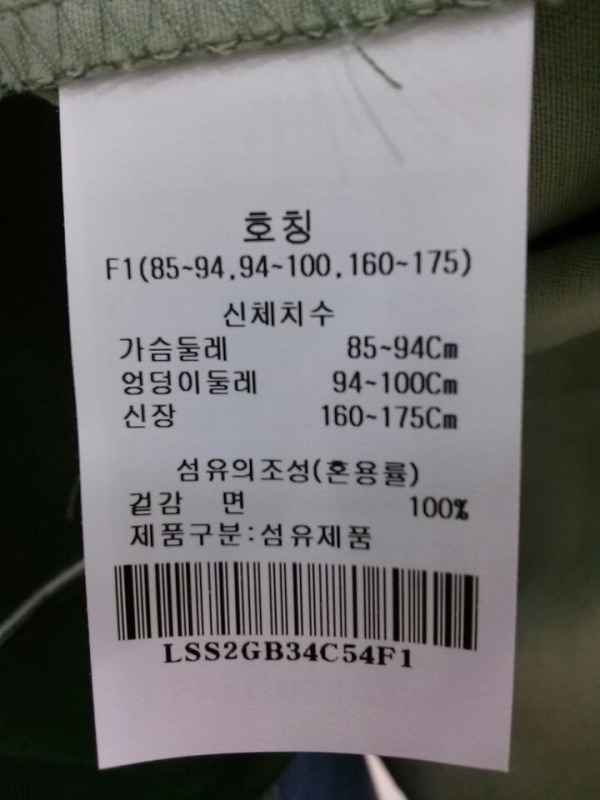 호칭
F1(85~94.94~100.160~175)
신체치수
가슴둘레 85~94Cm
엉덩이둘레 94~100Cm
신장 160~175Cm
섬유의조성(혼용률)
겉감 면 100%
제품구분:섬유제품
LSS2GB34C54F1